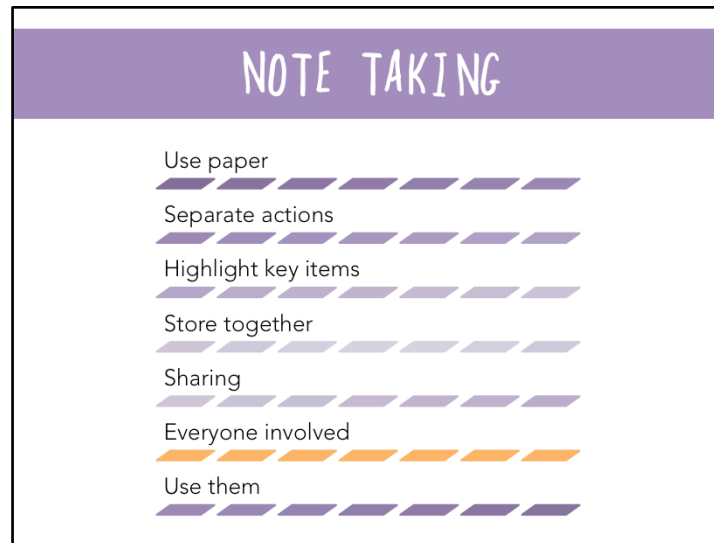 NOTE TAKING
Use paper
Separate actions
Highlight key items
Store together
Sharing
Everyone involved
Use them